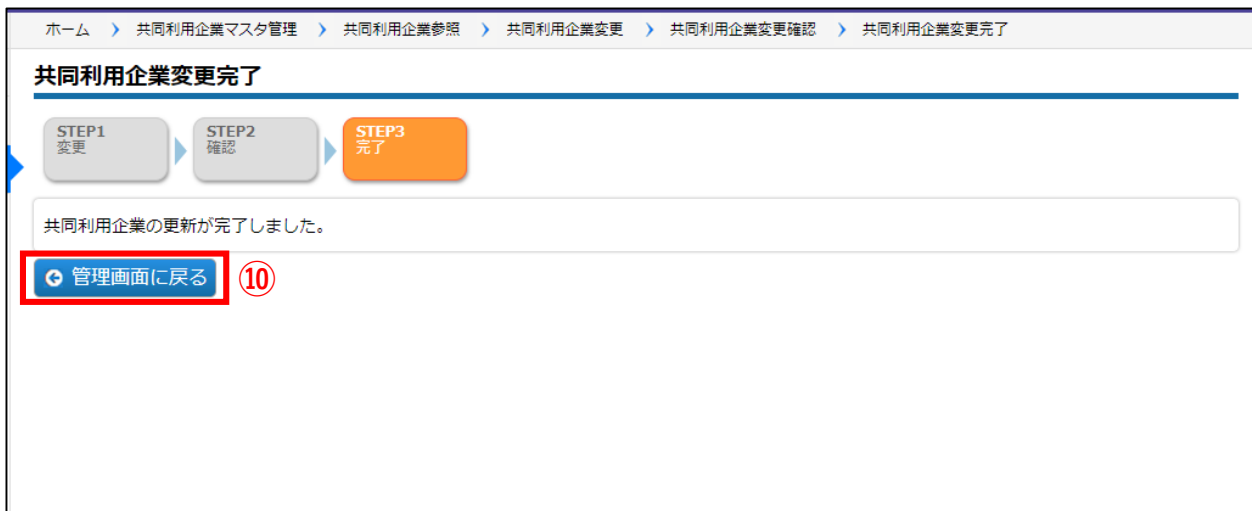 ホーム 〉 共同利用企業マスタ管理 〉 共同利用企業参照 〉 共同利用企業変更 〉 共同利用企業変更確認 〉 共同利用企業変更完了
共同利用企業変更完了
STEP1
変更
STEP2
確認
STEP3
完了
共同利用企業の更新が完了しました。
管理画面に戻る ⑩